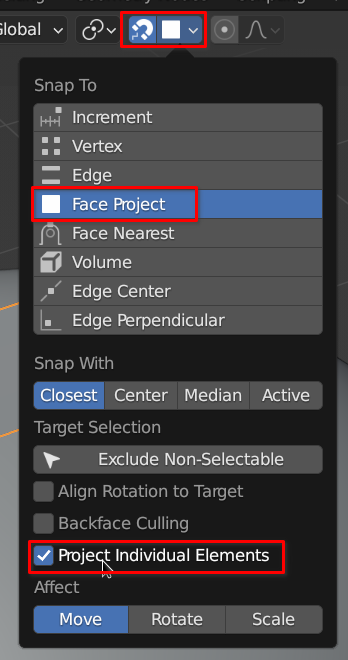 Global
Snap To
Increment
Vertex
Edge
Face Project
Face Nearest
Volume
Edge Center
Edge Perpendicular
Snap With
Closest Center Median Active
Target Selection
Exclude Non-Selectable
Align Rotation to Target
Backface Culling
Project Individual Elements
Affect
Move Rotate Scale